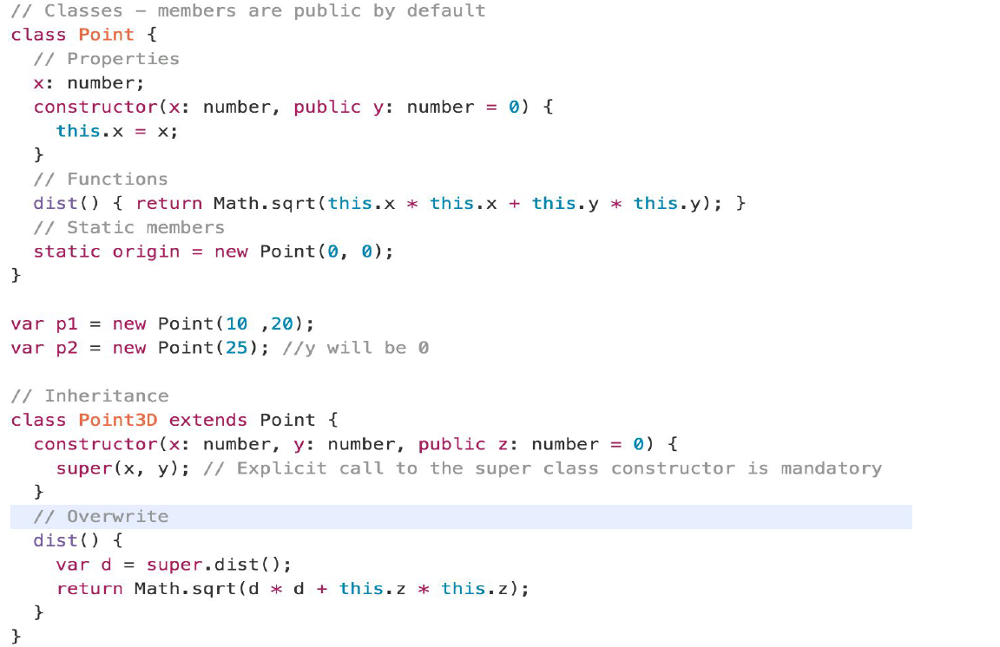 // Classes – members are public by default
class Point {
  // Properties
  x: number;
  constructor(x: number, public y: number = 0) {
    this.x = x;
  }
  // Functions
  dist() { return Math.sqrt(this.x * this.x + this.y * this.y); }
  // Static members
  static origin = new Point(0, 0);
}

var p1 = new Point(10 ,20);
var p2 = new Point(25); //y will be 0

// Inheritance
class Point3D extends Point {
  constructor(x: number, y: number, public z: number = 0) {
    super(x, y); // Explicit call to the super class constructor is mandatory
  }
  // Overwrite
  dist() {
    var d = super.dist();
    return Math.sqrt(d * d + this.z * this.z);
  }
}